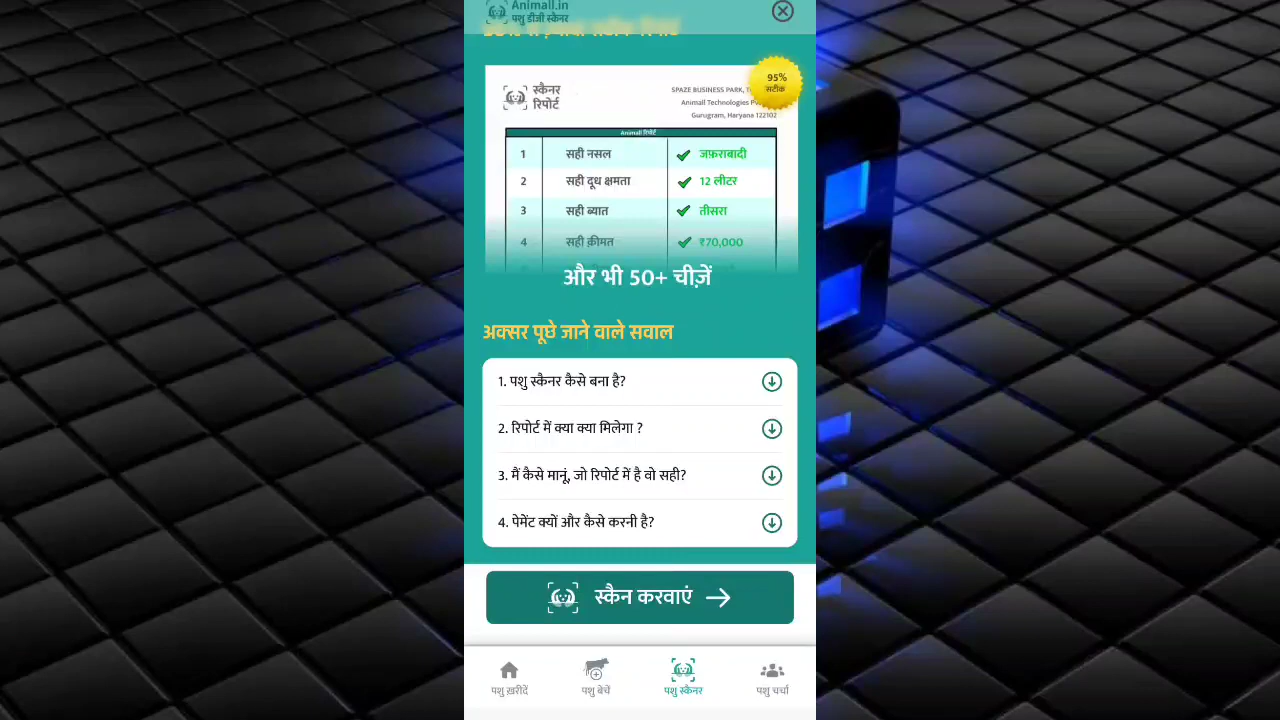 Animall.in
पशु डीजी स्कैनर
स्कैनर
रिपोर्ट
95%
सटीक
SPAZE BUSINESS PARK,
Animall Technologies
Gurugram, Haryana 122102
Animall रिपोर्ट
1 सही नसल जाफ़राबादी
2 सही दूध क्षमता 12 लीटर
3 सही ब्यात तीसरा
4 सही क़ीमत ₹70,000
और भी 50+ चीज़ें
अक्सर पूछे जाने वाले सवाल
1. पशु स्कैनर कैसे बना है?
2. रिपोर्ट में क्या क्या मिलेगा ?
3. मैं कैसे मानूं, जो रिपोर्ट में है वो सही?
4. पेमेंट क्यों और कैसे करनी है?
स्कैन करवाएं
पशु ख़रीदें
पशु बेचें
पशु स्कैनर
पशु चर्चा